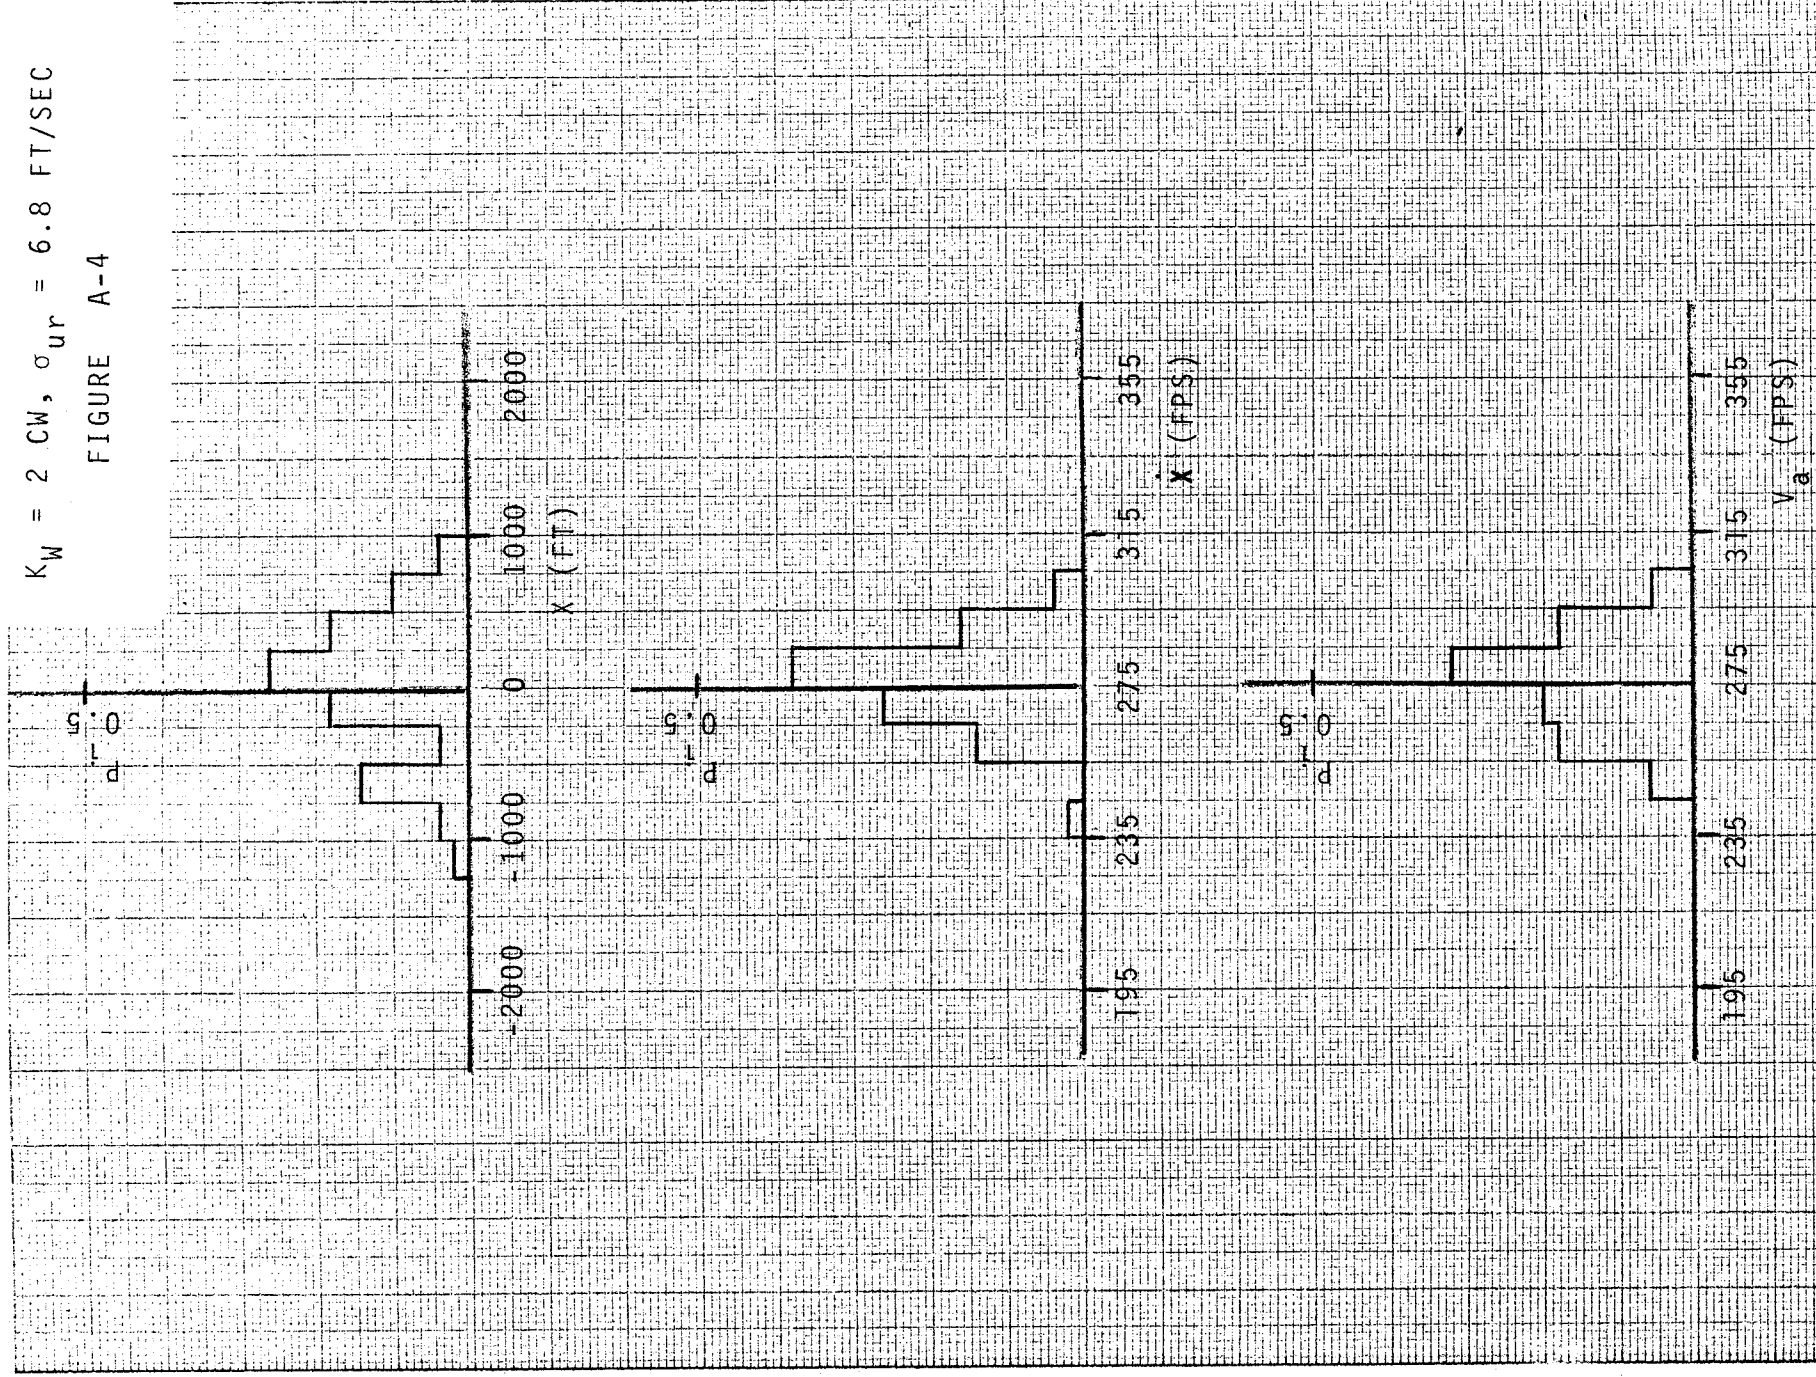 K_W = 2 CW, σ_ur = 6.8 FT/SEC
FIGURE A-4
0.5
P_r
-2000 -1000 0 1000 2000
X (FT)
0.5
P_r
195 235 275 315 355
Ẋ (FPS)
0.5
P_r
195 235 275 315 355
V_a (FPS)